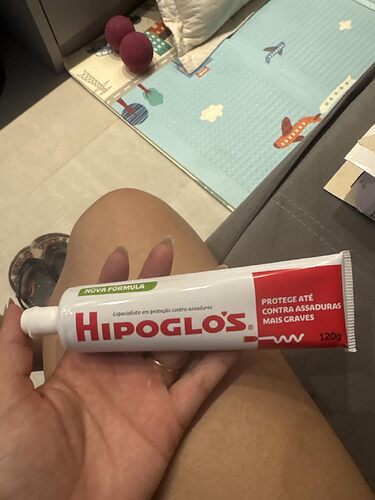 NOVA FÓRMULA
Especialista em proteção contra assaduras
HIPOGLÓS®
PROTEGE ATÉ
CONTRA ASSADURAS
MAIS GRAVES
120g